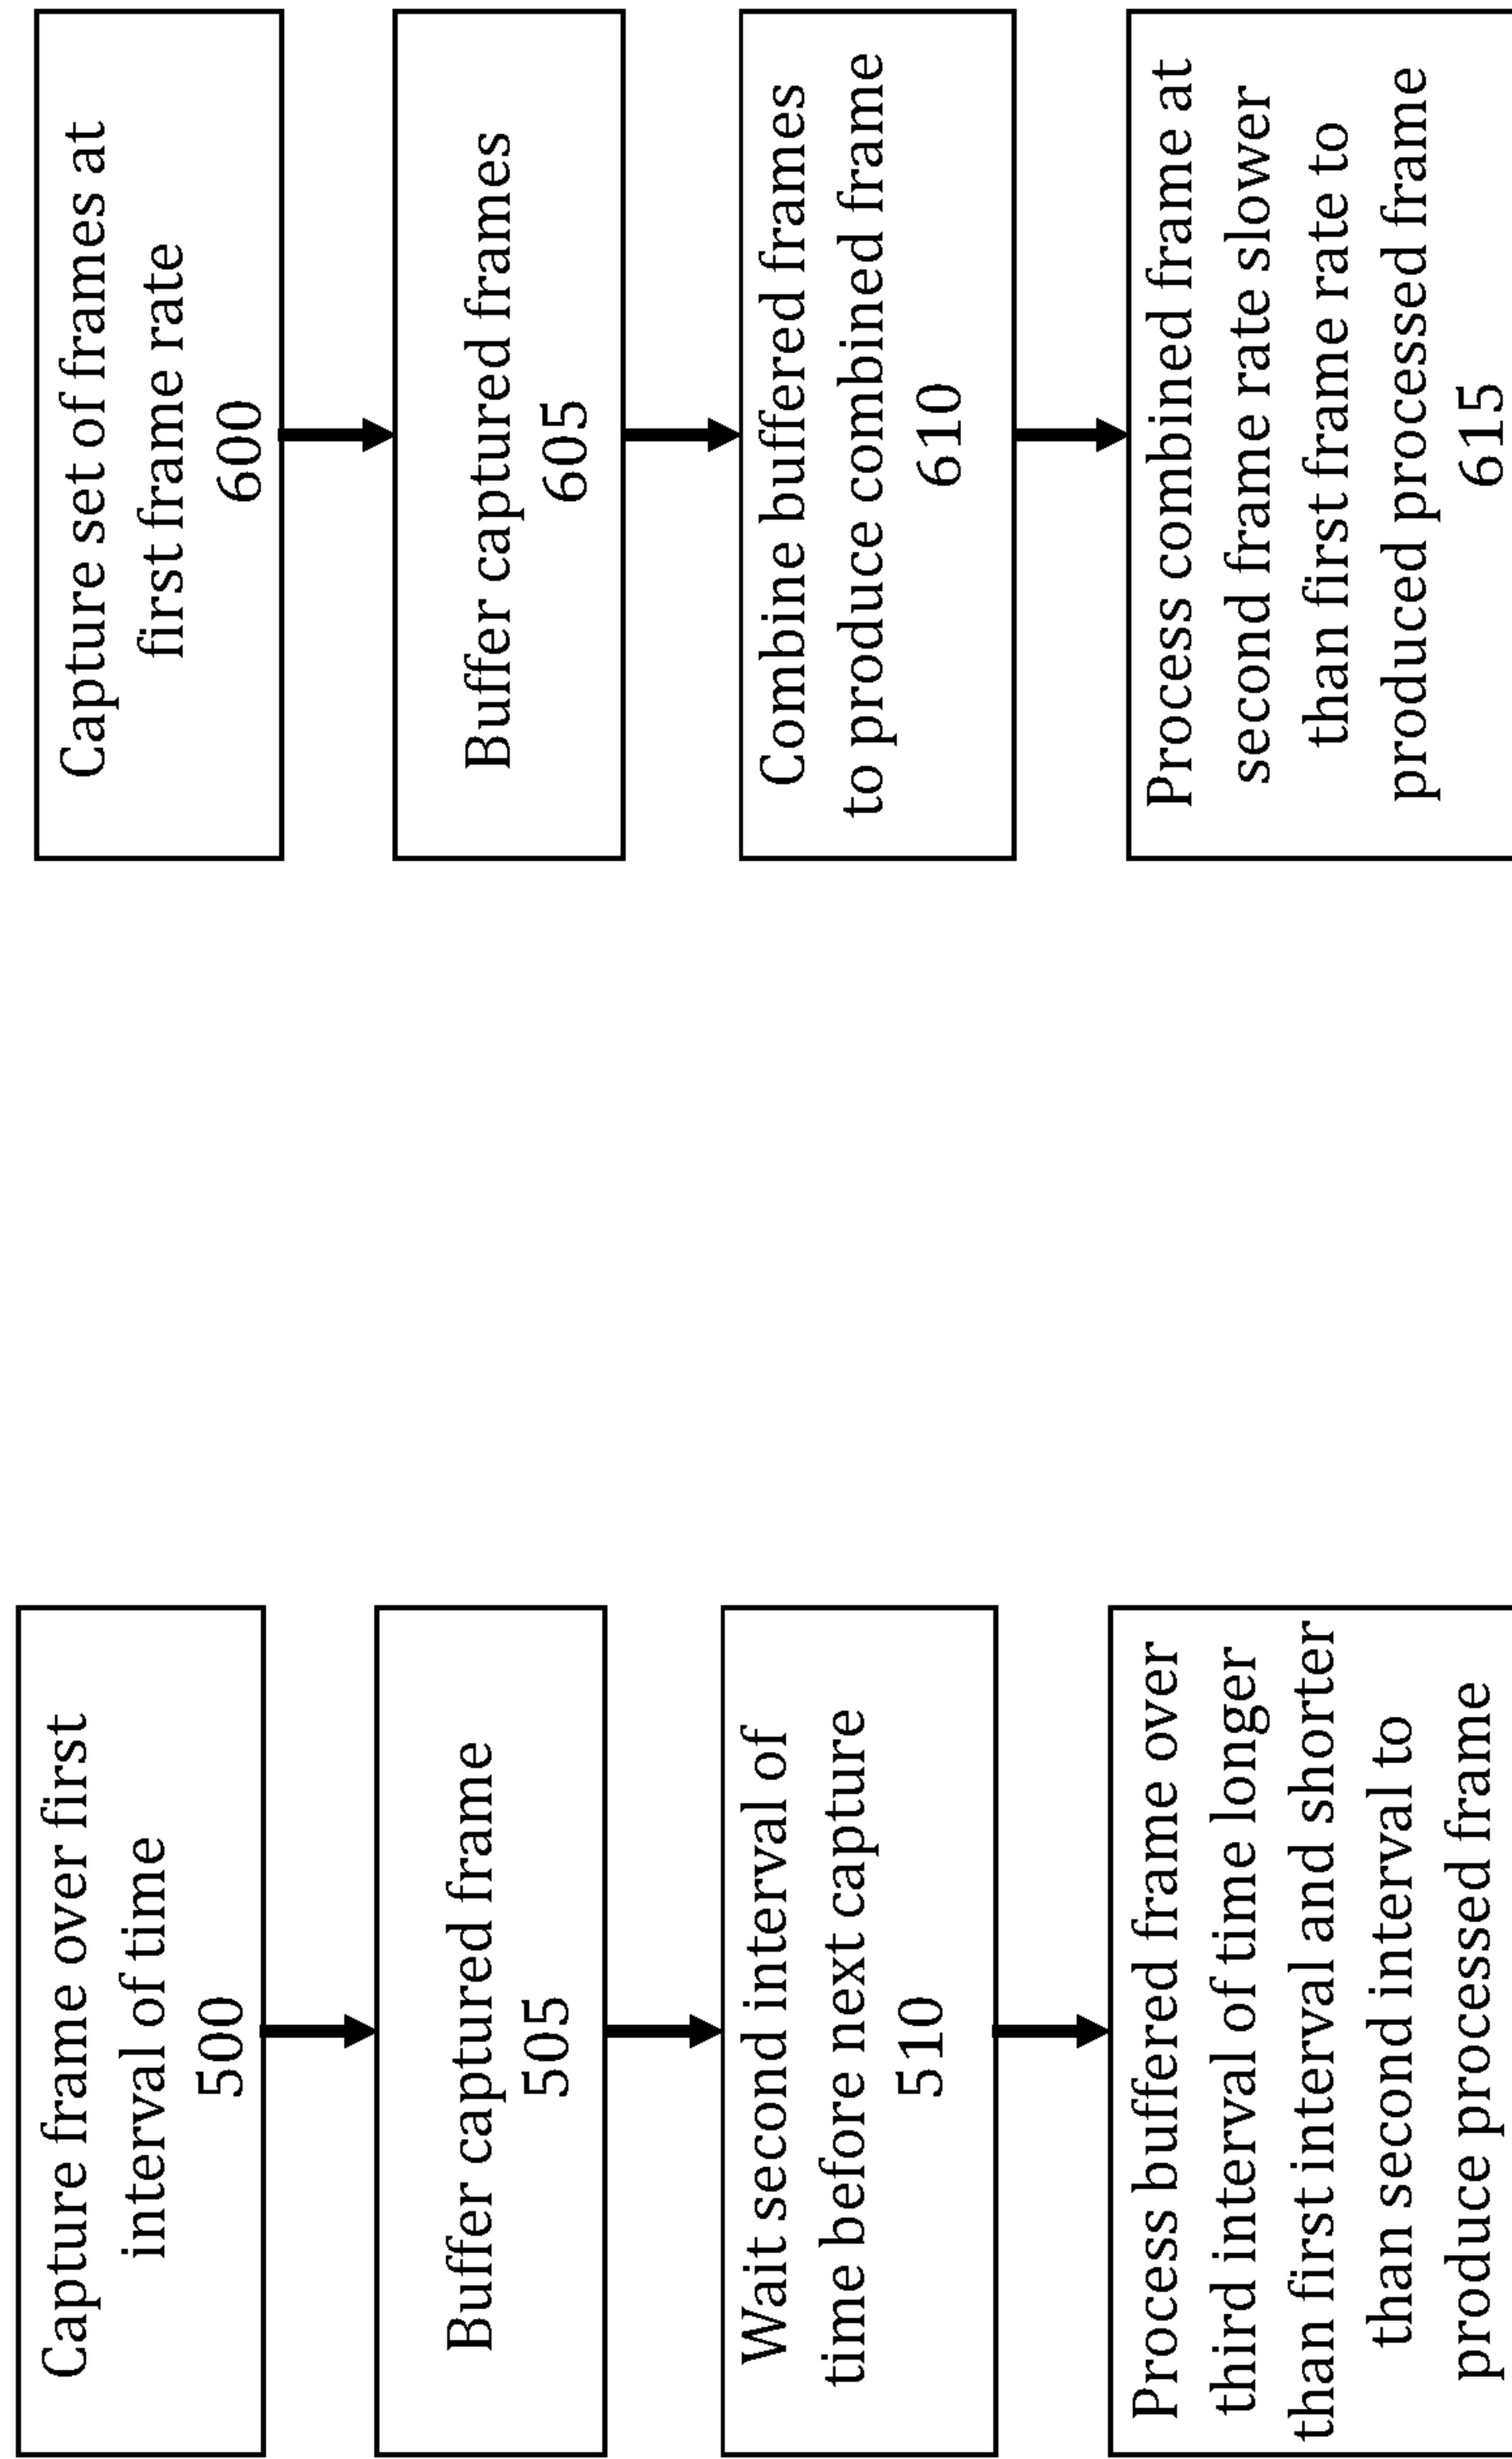 Capture frame over first
interval of time
500
Buffer captured frame
505
Wait second interval of
time before next capture
510
Process buffered frame over
third interval of time longer
than first interval and shorter
than second interval to
produce processed frame
Capture set of frames at
first frame rate
600
Buffer captured frames
605
Combine buffered frames
to produce combined frame
610
Process combined frame at
second frame rate slower
than first frame rate to
produced processed frame
615